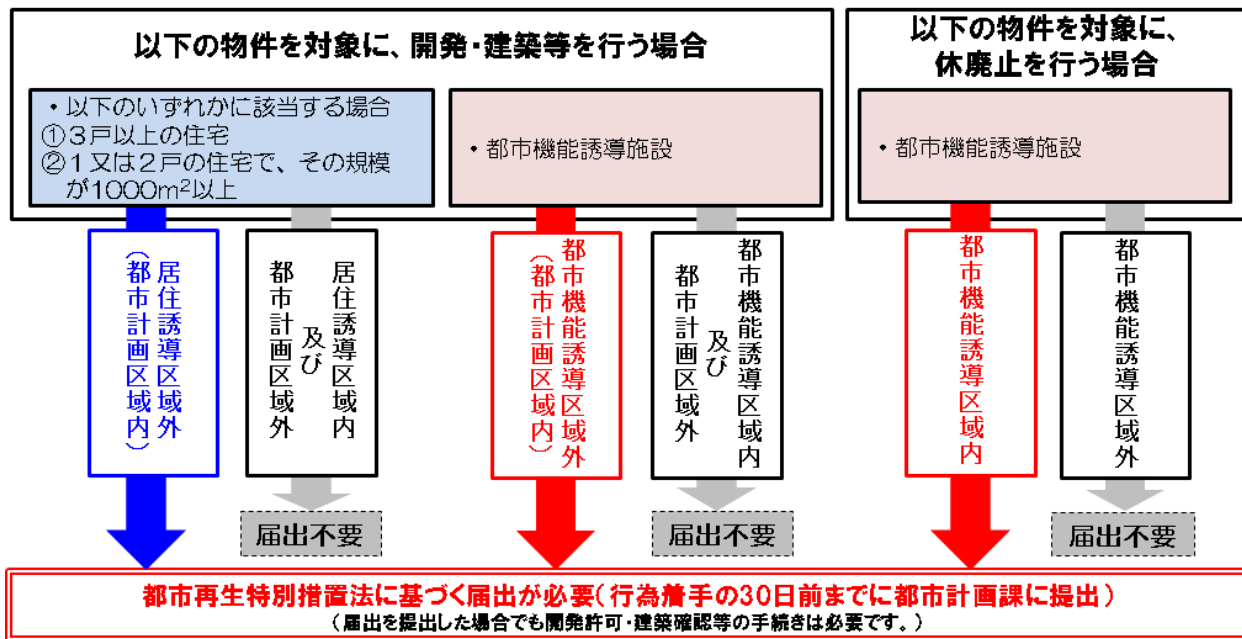 以下の物件を対象に、開発・建築等を行う場合
・以下のいずれかに該当する場合
①３戸以上の住宅
②１又は２戸の住宅で、その規模
が1000m²以上
・都市機能誘導施設
居住誘導区域外
（都市計画区域内）
居住誘導区域内
及び
都市計画区域外
届出不要
都市機能誘導区域外
（都市計画区域内）
都市機能誘導区域内
及び
都市計画区域外
届出不要
以下の物件を対象に、
休廃止を行う場合
・都市機能誘導施設
都市機能誘導区域内
都市機能誘導区域外
届出不要
都市再生特別措置法に基づく届出が必要（行為着手の30日前までに都市計画課に提出）
（届出を提出した場合でも開発許可・建築確認等の手続きは必要です。）